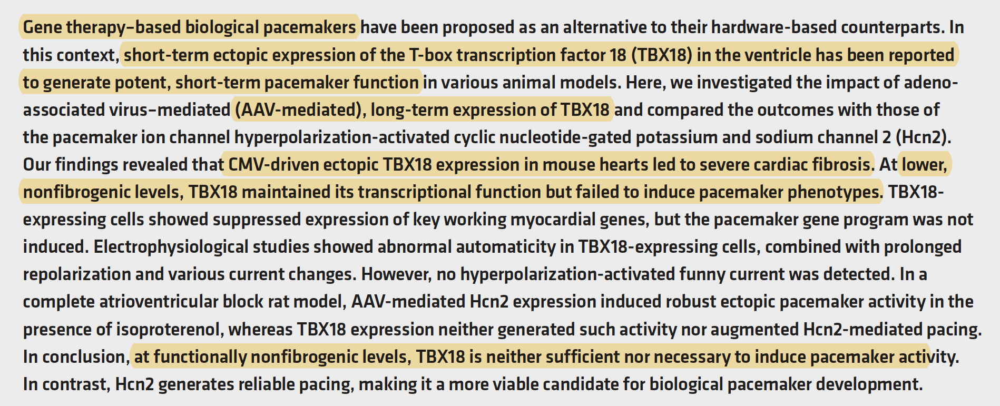 Gene therapy–based biological pacemakers have been proposed as an alternative to their hardware-based counterparts. In
this context, short-term ectopic expression of the T-box transcription factor 18 (TBX18) in the ventricle has been reported
to generate potent, short-term pacemaker function in various animal models. Here, we investigated the impact of adeno-
associated virus–mediated (AAV-mediated), long-term expression of TBX18 and compared the outcomes with those of
the pacemaker ion channel hyperpolarization-activated cyclic nucleotide-gated potassium and sodium channel 2 (Hcn2).
Our findings revealed that CMV-driven ectopic TBX18 expression in mouse hearts led to severe cardiac fibrosis. At lower,
nonfibrogenic levels, TBX18 maintained its transcriptional function but failed to induce pacemaker phenotypes. TBX18-
expressing cells showed suppressed expression of key working myocardial genes, but the pacemaker gene program was not
induced. Electrophysiological studies showed abnormal automaticity in TBX18-expressing cells, combined with prolonged
repolarization and various current changes. However, no hyperpolarization-activated funny current was detected. In a
complete atrioventricular block rat model, AAV-mediated Hcn2 expression induced robust ectopic pacemaker activity in the
presence of isoproterenol, whereas TBX18 expression neither generated such activity nor augmented Hcn2-mediated pacing.
In conclusion, at functionally nonfibrogenic levels, TBX18 is neither sufficient nor necessary to induce pacemaker activity.
In contrast, Hcn2 generates reliable pacing, making it a more viable candidate for biological pacemaker development.